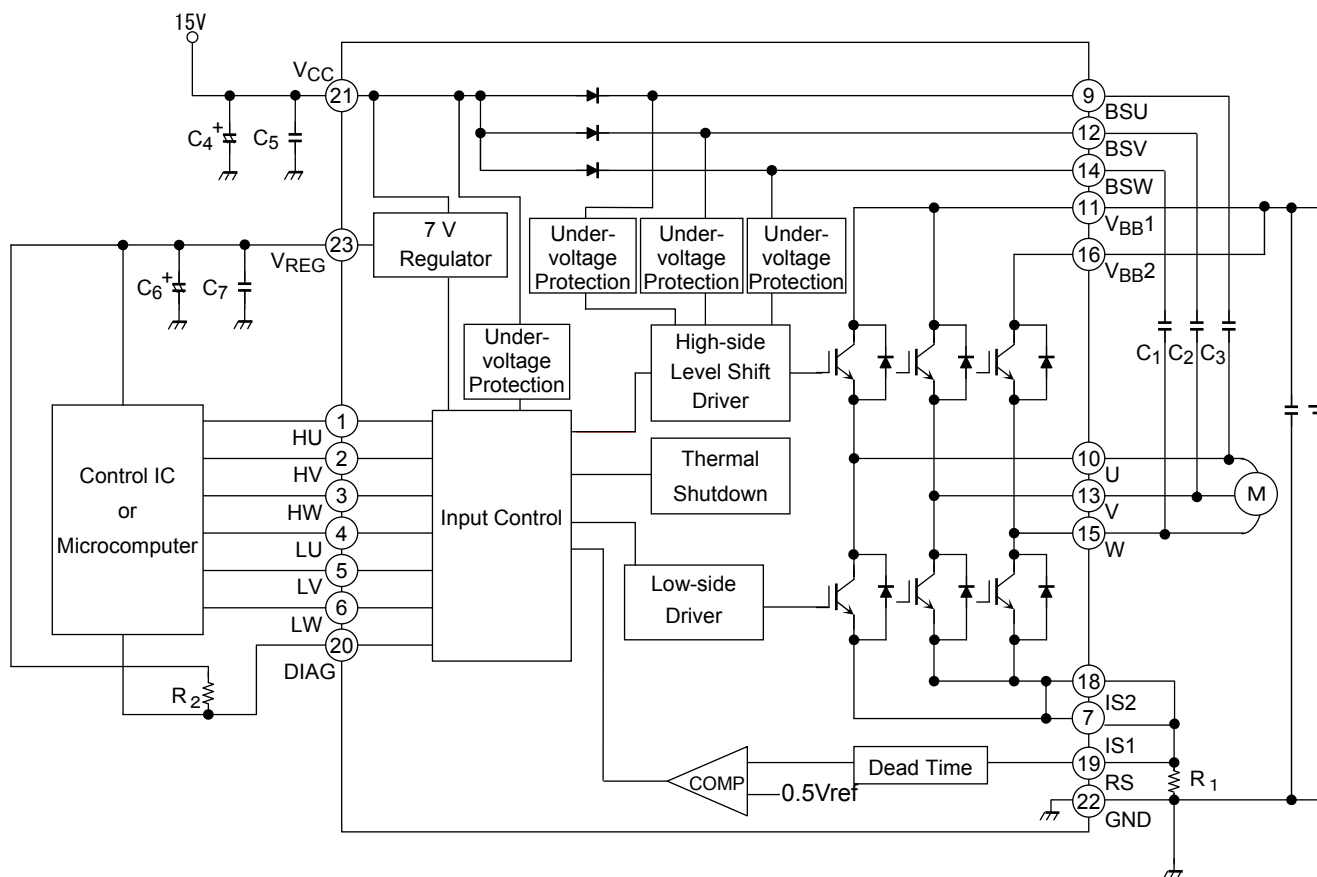 15V
VCC
21
C4
+
C5
9
BSU
12
BSV
14
BSW
11
VBB1
16
VBB2
7 V
Regulator
23
VREG
C6
+
C7
Under-
voltage
Protection
Under-
voltage
Protection
Under-
voltage
Protection
Under-
voltage
Protection
High-side
Level Shift
Driver
C1
C2
C3
Control IC
or
Microcomputer
1
HU
2
HV
3
HW
4
LU
5
LV
6
LW
20
DIAG
R2
Input Control
Thermal
Shutdown
Low-side
Driver
10
U
13
V
15
W
M
18
IS2
7
IS1
19
RS
22
GND
R1
COMP
0.5Vref
Dead Time